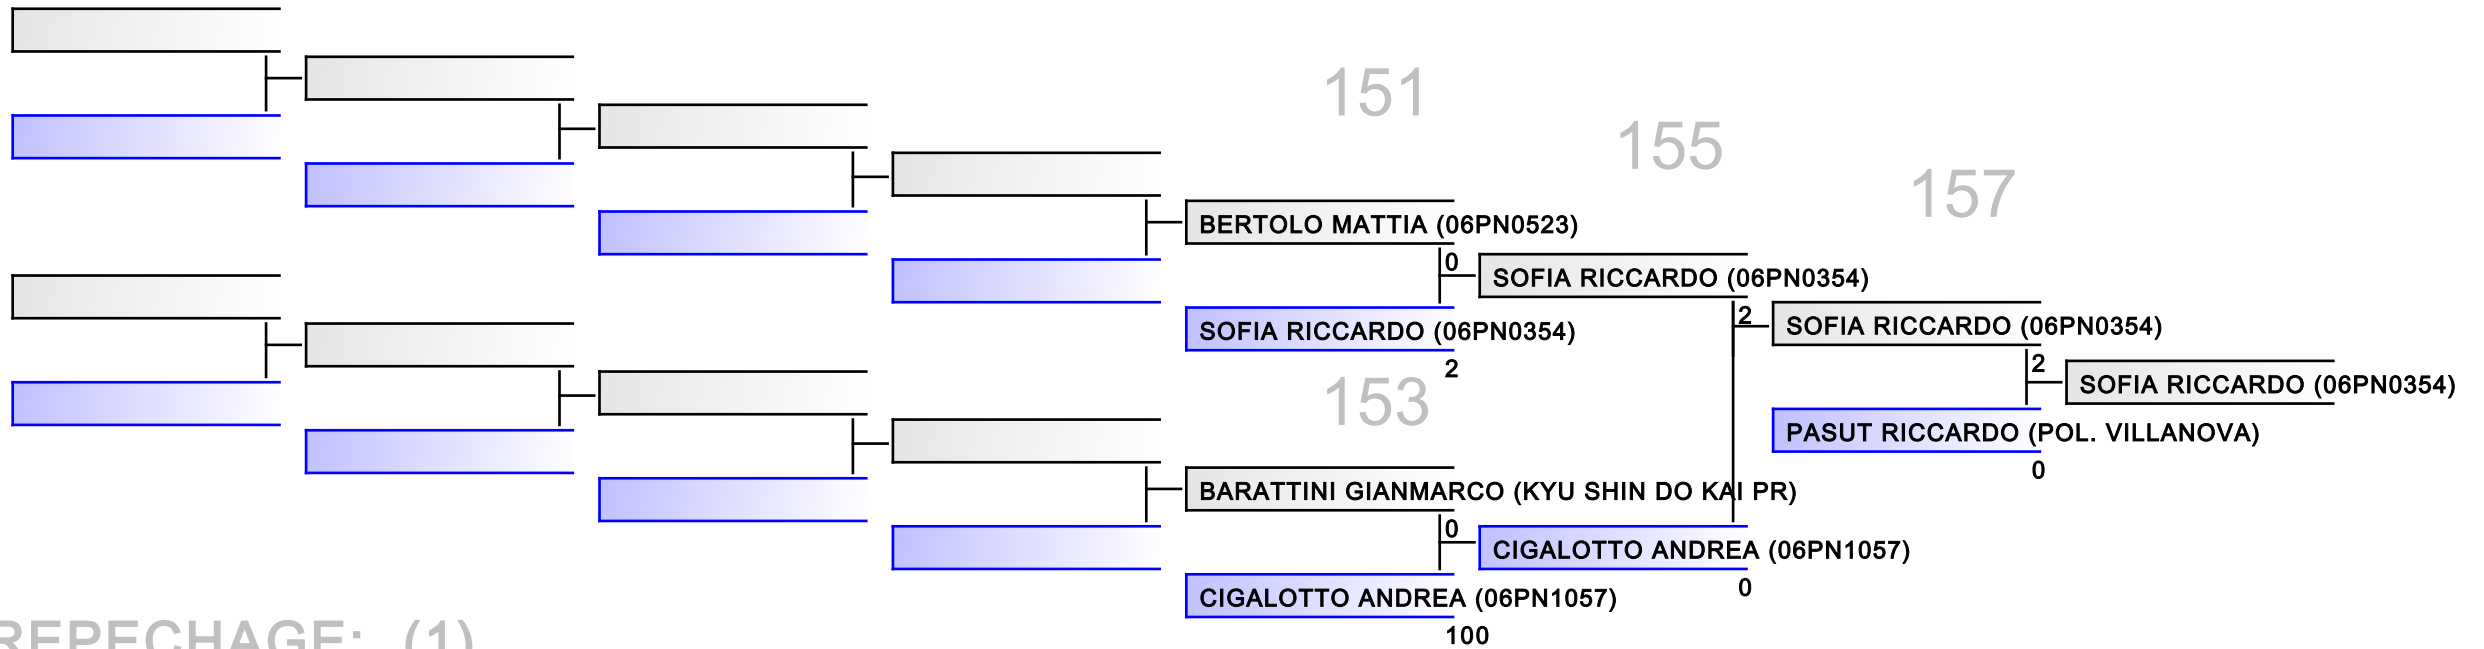 151
155
157
BERTOLO MATTIA (06PN0523)
0
SOFIA RICCARDO (06PN0354)
SOFIA RICCARDO (06PN0354)
2
2
SOFIA RICCARDO (06PN0354)
2
SOFIA RICCARDO (06PN0354)
PASUT RICCARDO (POL. VILLANOVA)
0
153
BARATTINI GIANMARCO (KYU SHIN DO KAI PR)
0
CIGALOTTO ANDREA (06PN1057)
0
CIGALOTTO ANDREA (06PN1057)
100
REPECHAGE: (1)